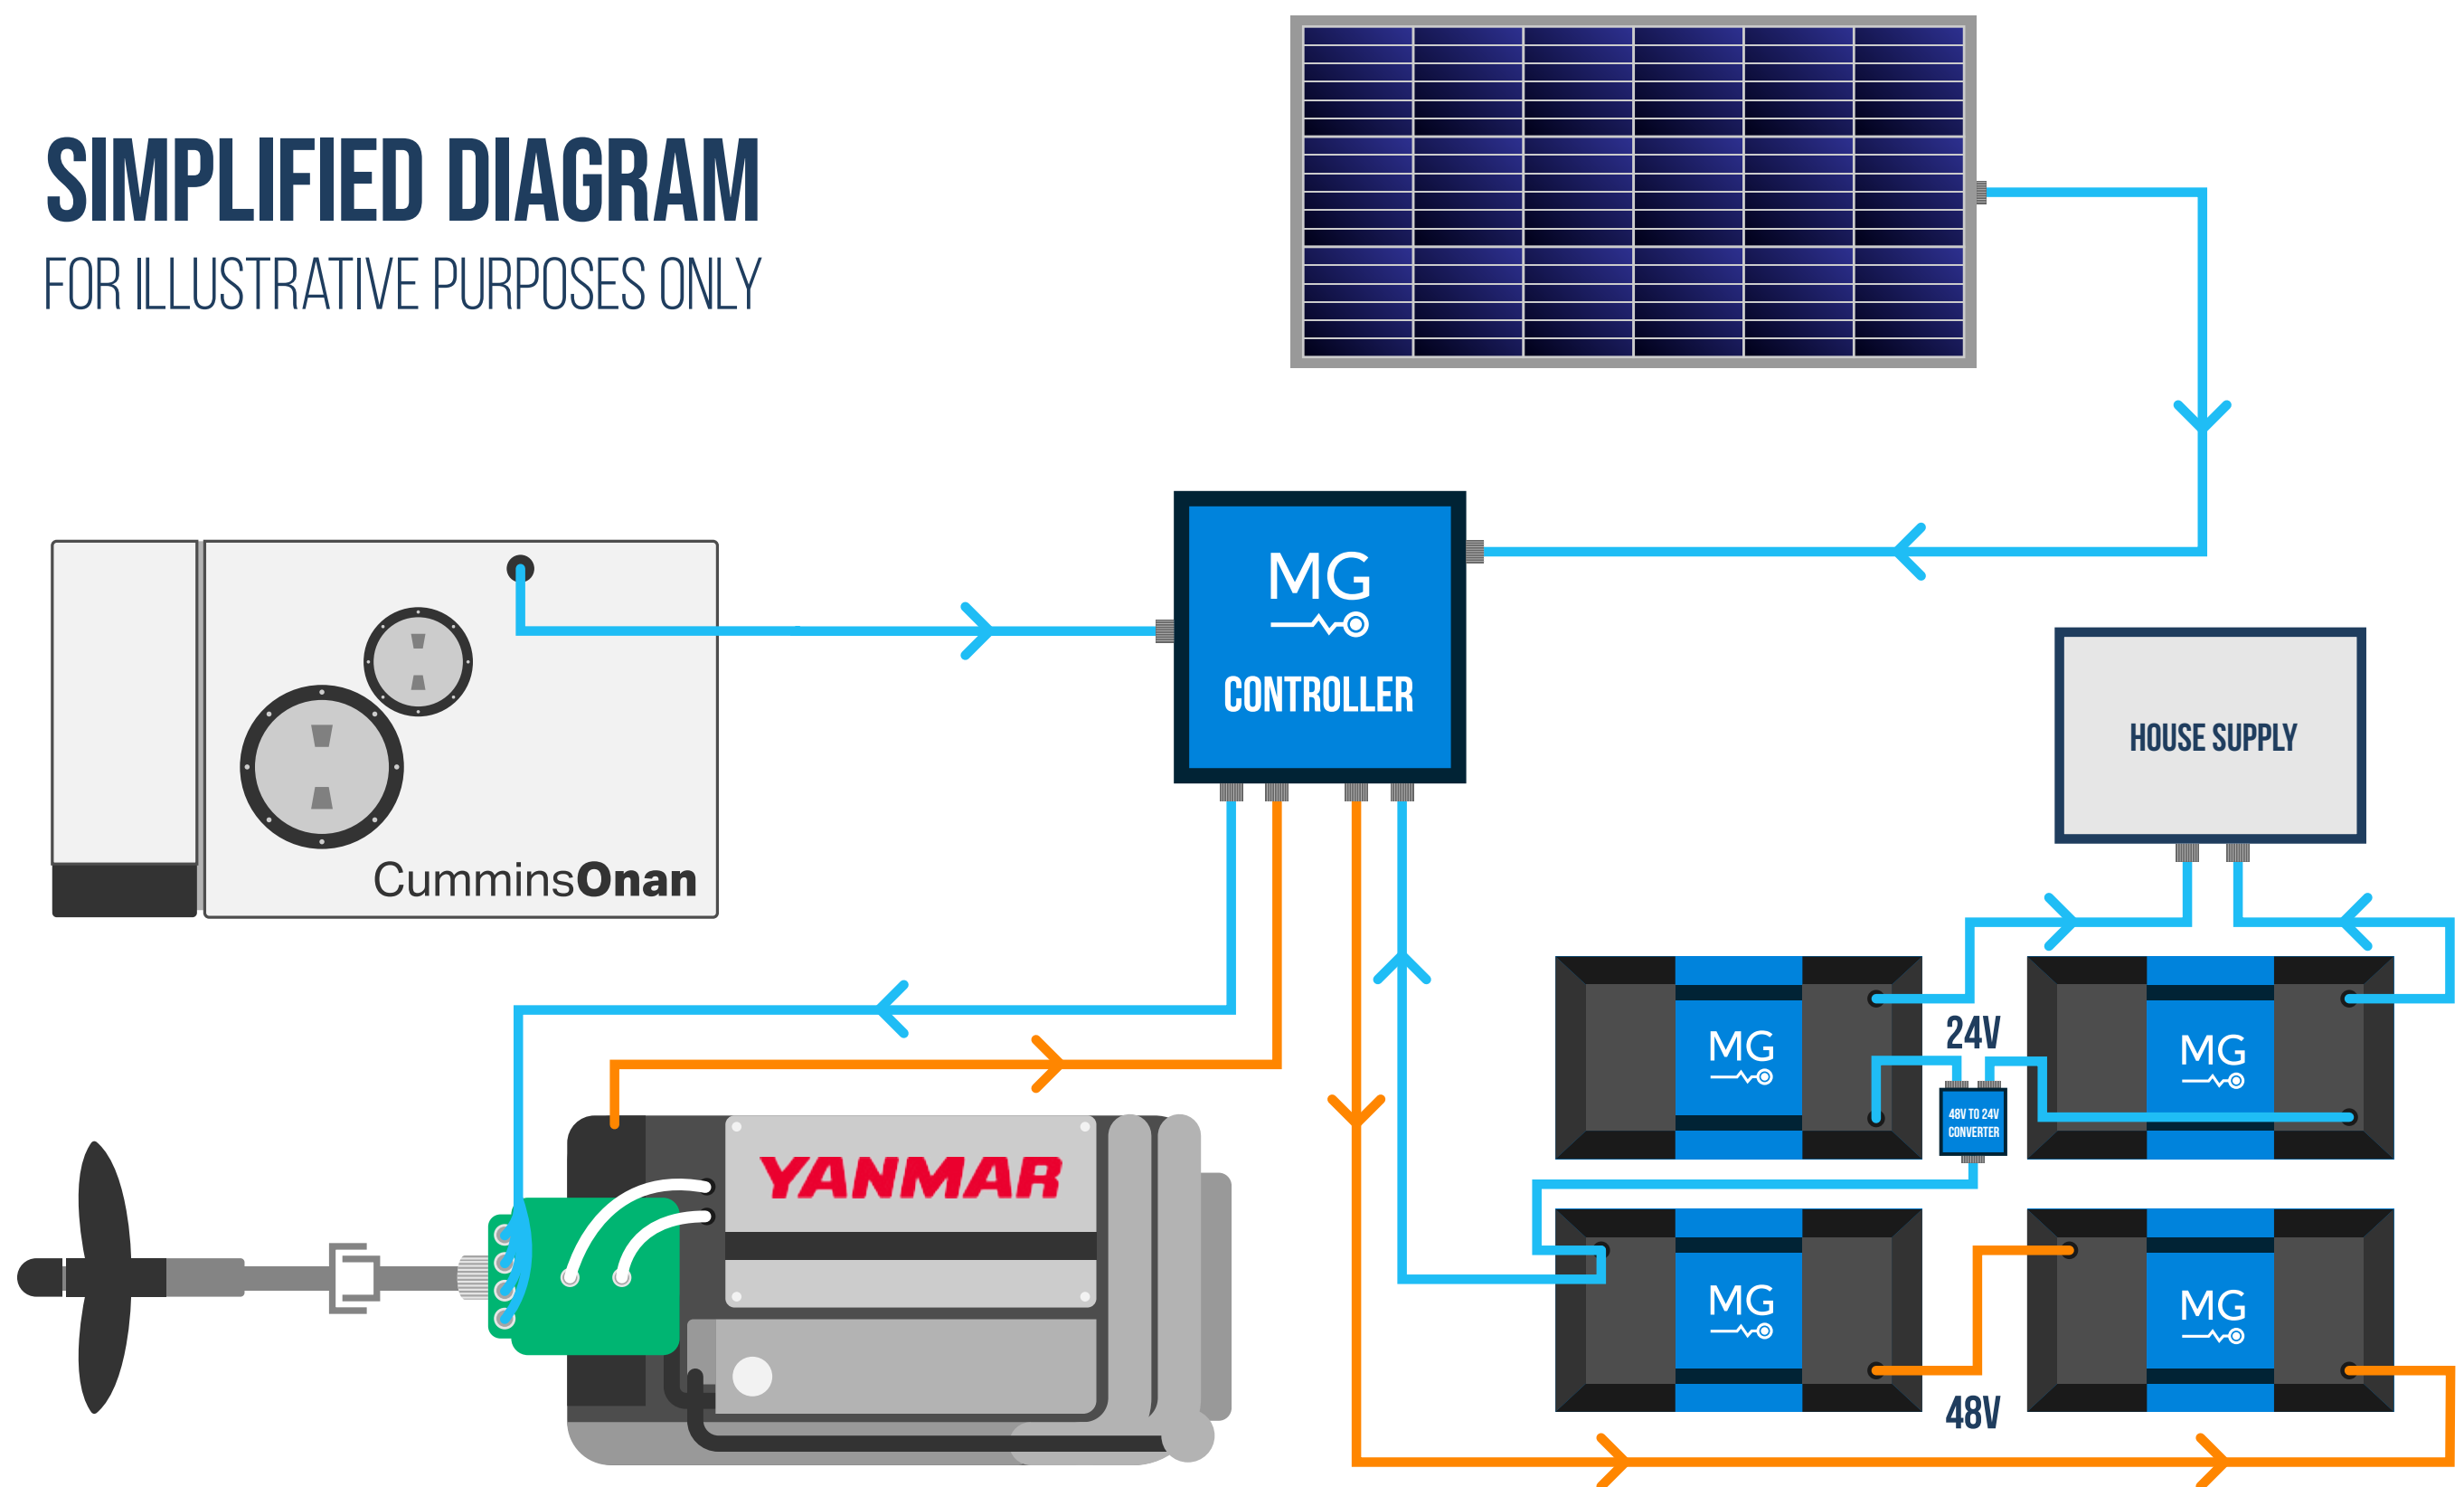 SIMPLIFIED DIAGRAM
FOR ILLUSTRATIVE PURPOSES ONLY
MG
CONTROLLER
HOUSE SUPPLY
CumminsOnan
24V
MG
MG
48V TO 24V
CONVERTER
YANMAR
MG
MG
48V